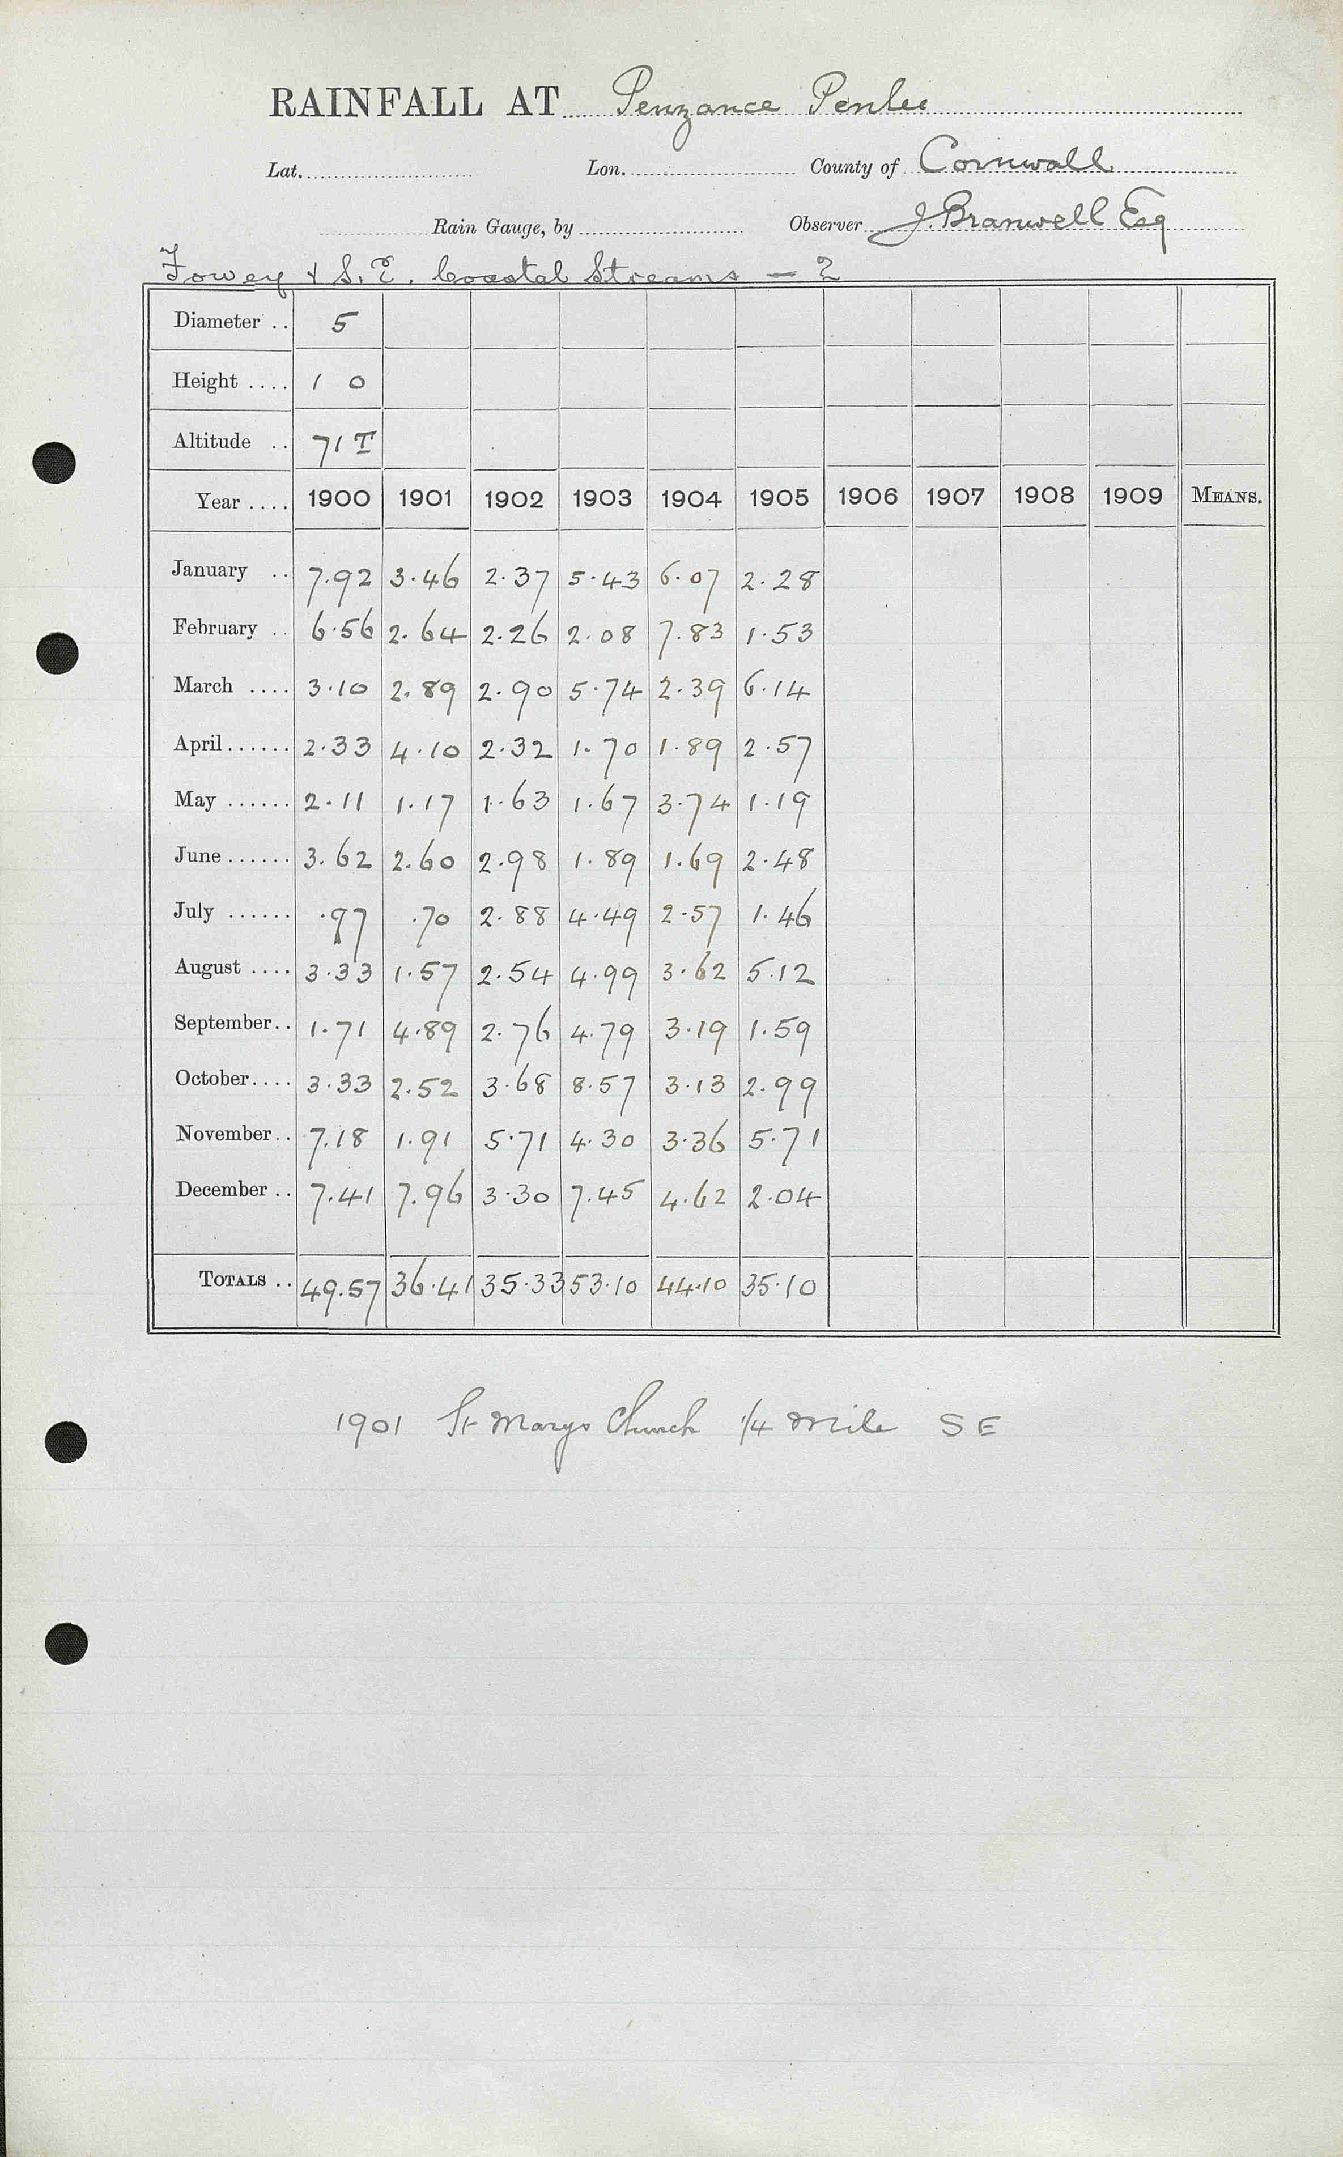 RAINFALL AT Penzance Penlee
Lat. Lon. County of Cornwall
Rain Gauge, by Observer J. Branwell Esq
Fowey & S.E. Coastal Streams — 2
Diameter .. 5
Height .... 1 0
Altitude .. 71 T
Year .... 1900 1901 1902 1903 1904 1905 1906 1907 1908 1909 MEANS.
January .. 7.92 3.46 2.37 5.43 6.07 2.28
February .. 6.56 2.64 2.26 2.08 7.83 1.53
March .... 3.10 2.89 2.90 5.74 2.39 6.14
April...... 2.33 4.10 2.32 1.70 1.89 2.57
May ...... 2.11 1.17 1.63 1.67 3.74 1.19
June...... 3.62 2.60 2.98 1.89 1.69 2.48
July ...... .97 .70 2.88 4.49 2.57 1.46
August .... 3.33 1.57 2.54 4.99 3.62 5.12
September.. 1.71 4.89 2.76 4.79 3.19 1.59
October.... 3.33 2.52 3.68 8.57 3.13 2.99
November.. 7.18 1.91 5.71 4.30 3.36 5.71
December .. 7.41 7.96 3.30 7.45 4.62 2.04
TOTALS .. 49.57 36.41 35.33 53.10 44.10 35.10
1901 St Marys Church 1/4 mile SE